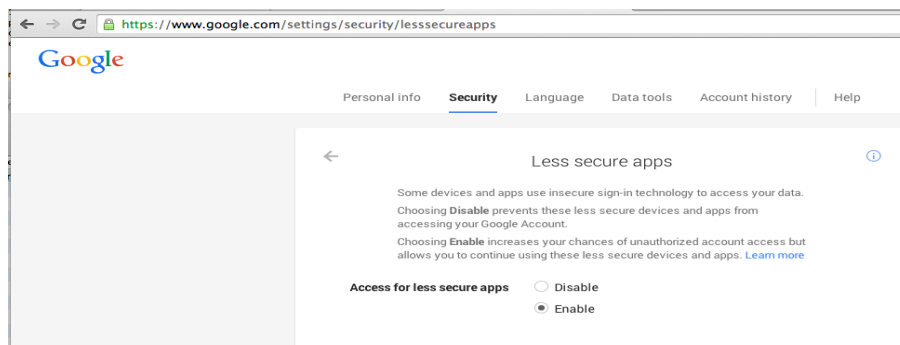 https://www.google.com/settings/security/lesssecureapps
Google
Personal info Security Language Data tools Account history Help
Less secure apps
Some devices and apps use insecure sign-in technology to access your data.
Choosing Disable prevents these less secure devices and apps from
accessing your Google Account.
Choosing Enable increases your chances of unauthorized account access but
allows you to continue using these less secure devices and apps. Learn more
Access for less secure apps Disable
Enable